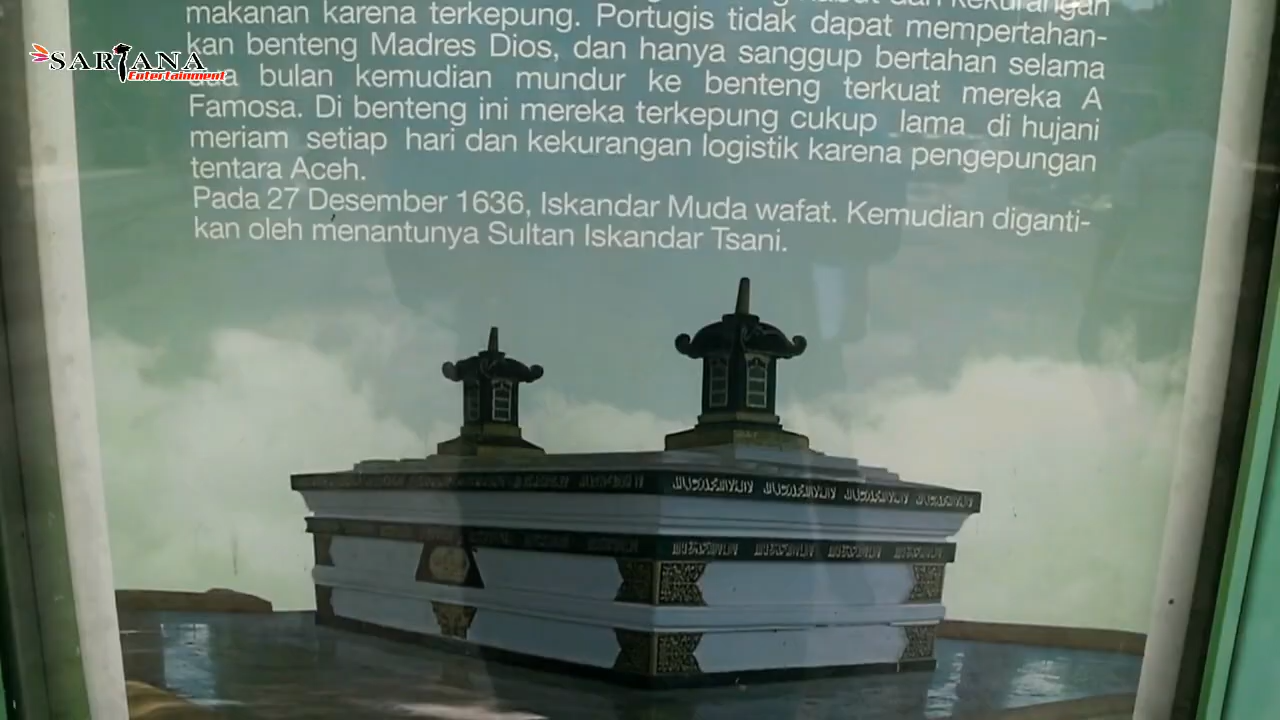 kekurangan
makanan karena terkepung. Portugis tidak dapat mempertahan-
kan benteng Madres Dios, dan hanya sanggup bertahan selama
dua bulan kemudian mundur ke benteng terkuat mereka A
Famosa. Di benteng ini mereka terkepung cukup lama di hujani
meriam setiap hari dan kekurangan logistik karena pengepungan
tentara Aceh.
Pada 27 Desember 1636, Iskandar Muda wafat. Kemudian diganti-
kan oleh menantunya Sultan Iskandar Tsani.
SARIANA
Entertainment